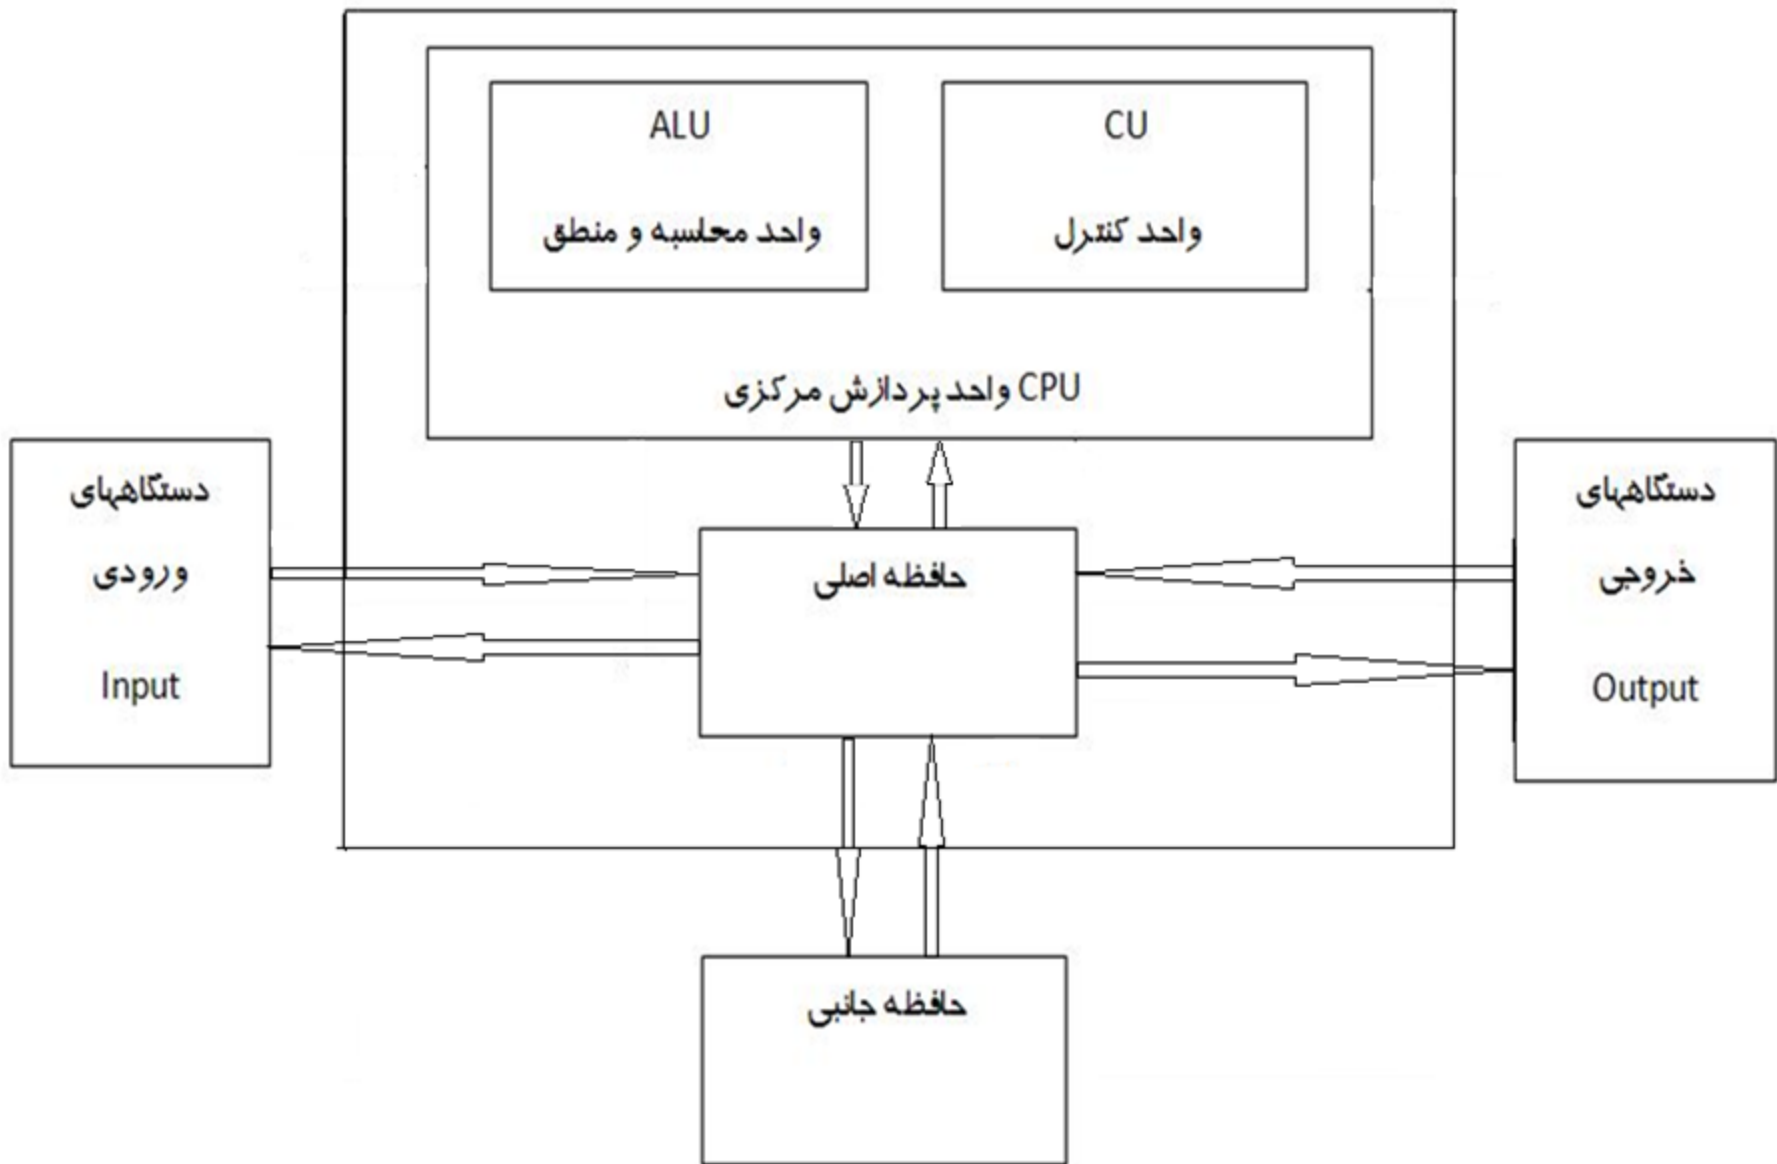 ALU
واحد محاسبه و منطق
CU
واحد کنترل
CPU واحد پردازش مرکزی
دستگاههای
ورودی
Input
حافظه اصلی
دستگاههای
خروجی
Output
حافظه جانبی